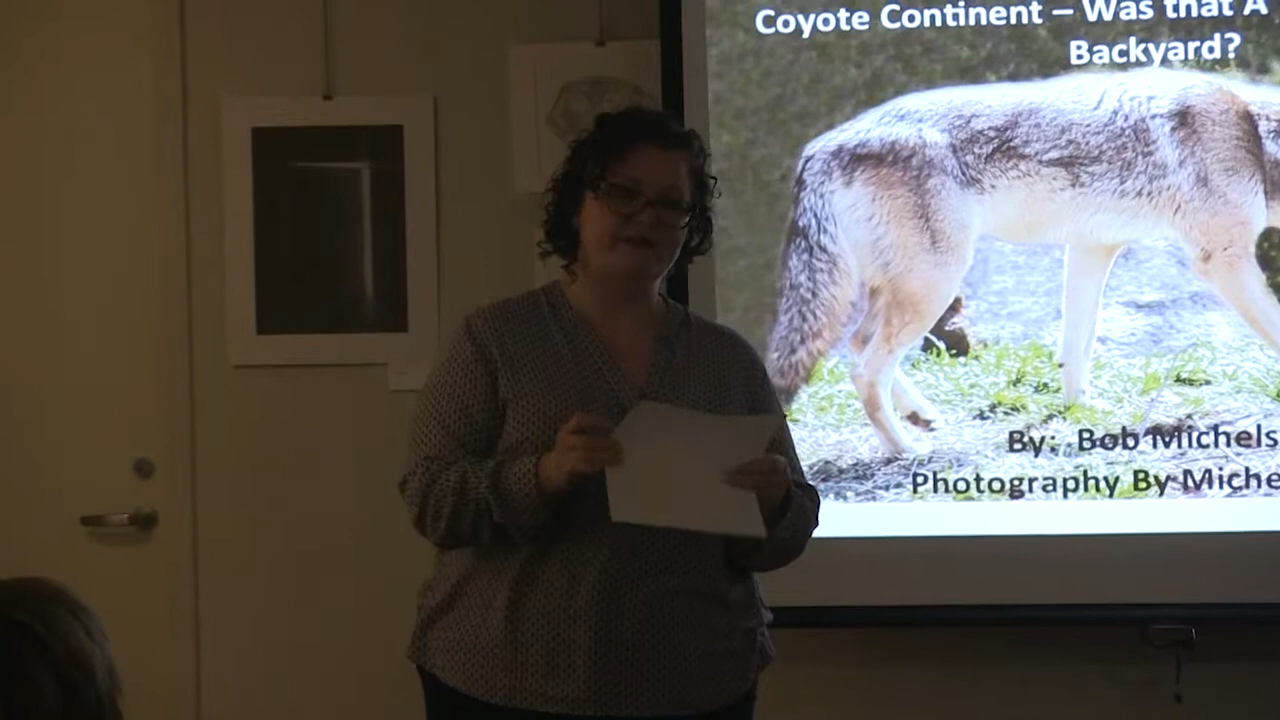 Coyote Continent – Was that A
Backyard?
By: Bob Michels
Photography By Miche